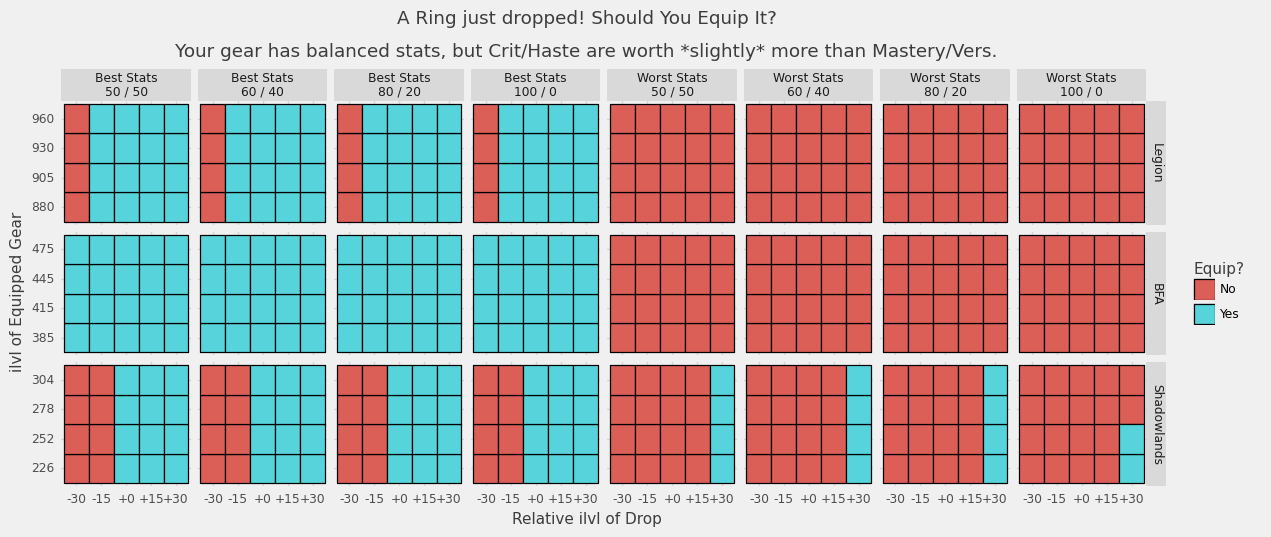 A Ring just dropped! Should You Equip It?
Your gear has balanced stats, but Crit/Haste are worth *slightly* more than Mastery/Vers.
Best Stats
50 / 50
Best Stats
60 / 40
Best Stats
80 / 20
Best Stats
100 / 0
Worst Stats
50 / 50
Worst Stats
60 / 40
Worst Stats
80 / 20
Worst Stats
100 / 0
ilvl of Equipped Gear
960
930
905
880
Legion
475
445
415
385
BFA
304
278
252
226
Shadowlands
Equip?
No
Yes
-30 -15 +0 +15 +30
-30 -15 +0 +15 +30
-30 -15 +0 +15 +30
-30 -15 +0 +15 +30
-30 -15 +0 +15 +30
-30 -15 +0 +15 +30
-30 -15 +0 +15 +30
-30 -15 +0 +15 +30
Relative ilvl of Drop